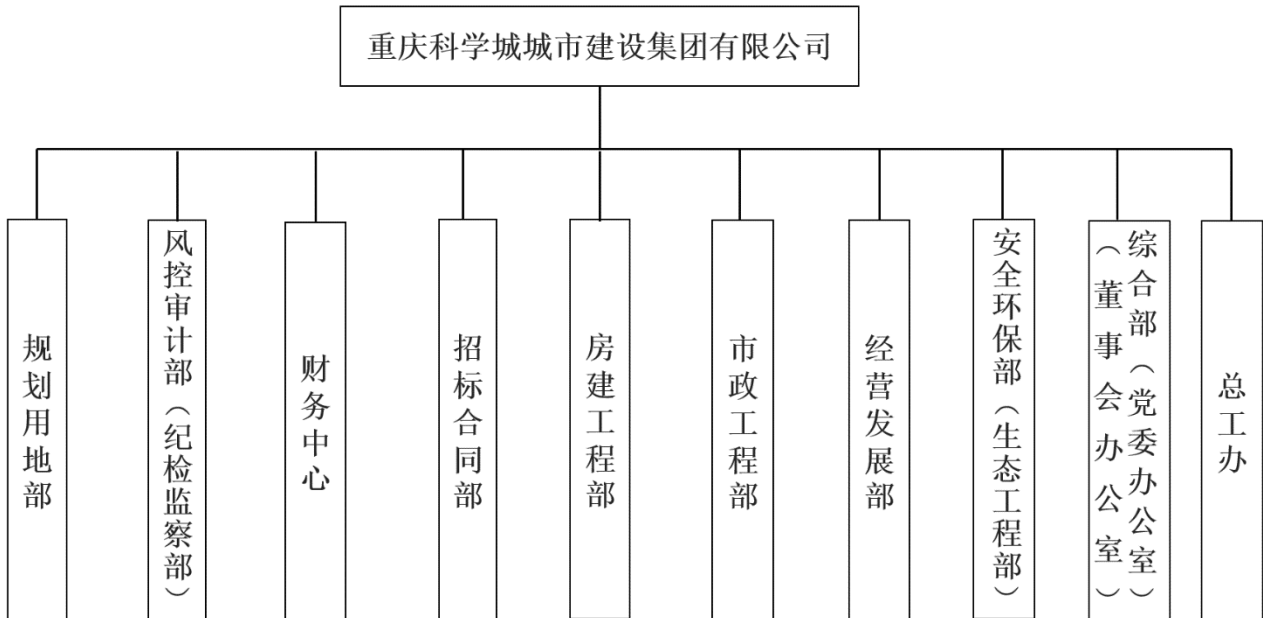 重庆科学城城市建设集团有限公司
规划用地部
风控审计部（纪检监察部）
财务中心
招标合同部
房建工程部
市政工程部
经营发展部
安全环保部（生态工程部）
综合部（党委办公室）
（董事会办公室）
总工办